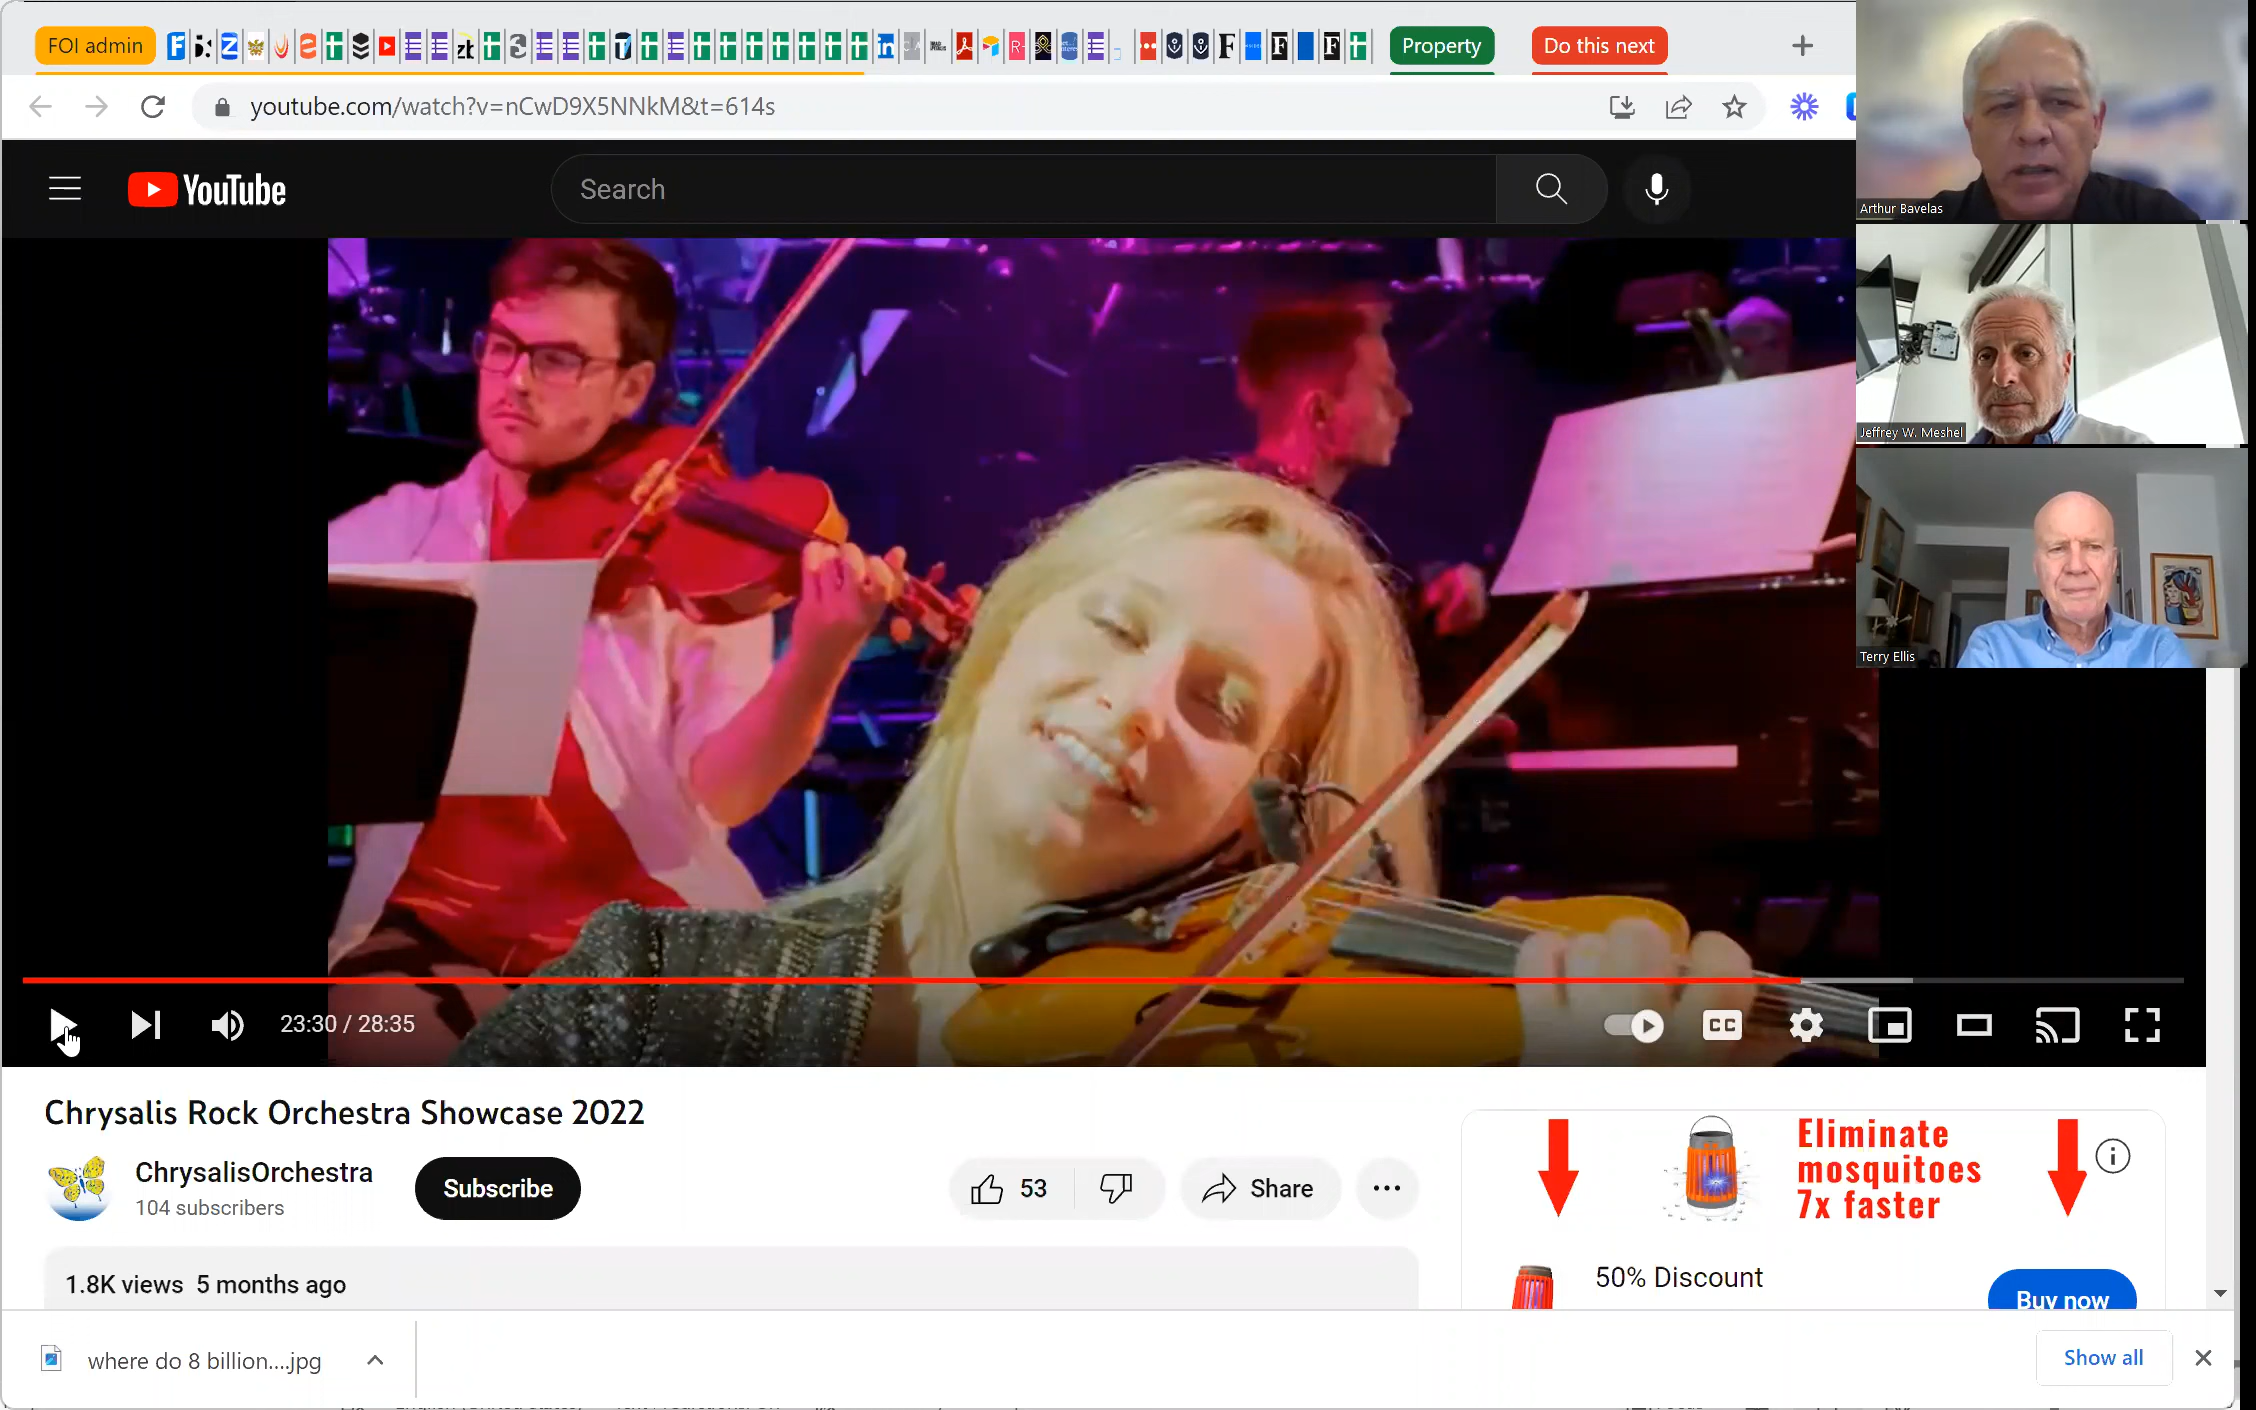 FOI admin
Property
Do this next
youtube.com/watch?v=nCwD9X5NNkM&t=614s
YouTube
Search
Arthur Bavelas
Jeffrey W. Meshel
Terry Ellis
23:30 / 28:35
CC
Chrysalis Rock Orchestra Showcase 2022
ChrysalisOrchestra
104 subscribers
Subscribe
53
Share
Eliminate
mosquitoes
7x faster
50% Discount
Buy now
1.8K views 5 months ago
where do 8 billion....jpg
Show all